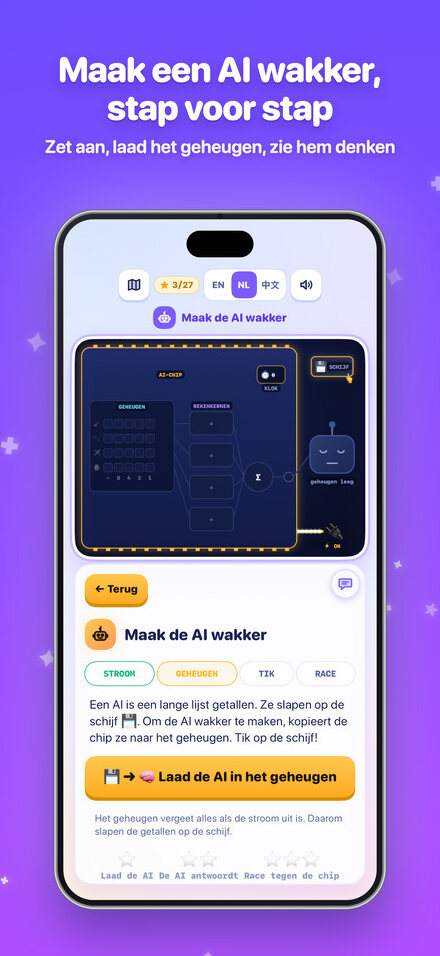 Maak een AI wakker,
stap voor stap
Zet aan, laad het geheugen, zie hem denken
3/27
EN NL 中文
Maak de AI wakker
AI-CHIP
0
KLOK
SCHIJF
GEHEUGEN
REKENKERNEN
Σ
geheugen leeg
– 8 4 2 1
⚡ ON
← Terug
Maak de AI wakker
STROOM GEHEUGEN TIK RACE
Een AI is een lange lijst getallen. Ze slapen op de
schijf 💾. Om de AI wakker te maken, kopieert de
chip ze naar het geheugen. Tik op de schijf!
💾 → 🧠 Laad de AI in het geheugen
Het geheugen vergeet alles als de stroom uit is. Daarom
slapen de getallen op de schijf.
Laad de AI De AI antwoordt Race tegen de chip